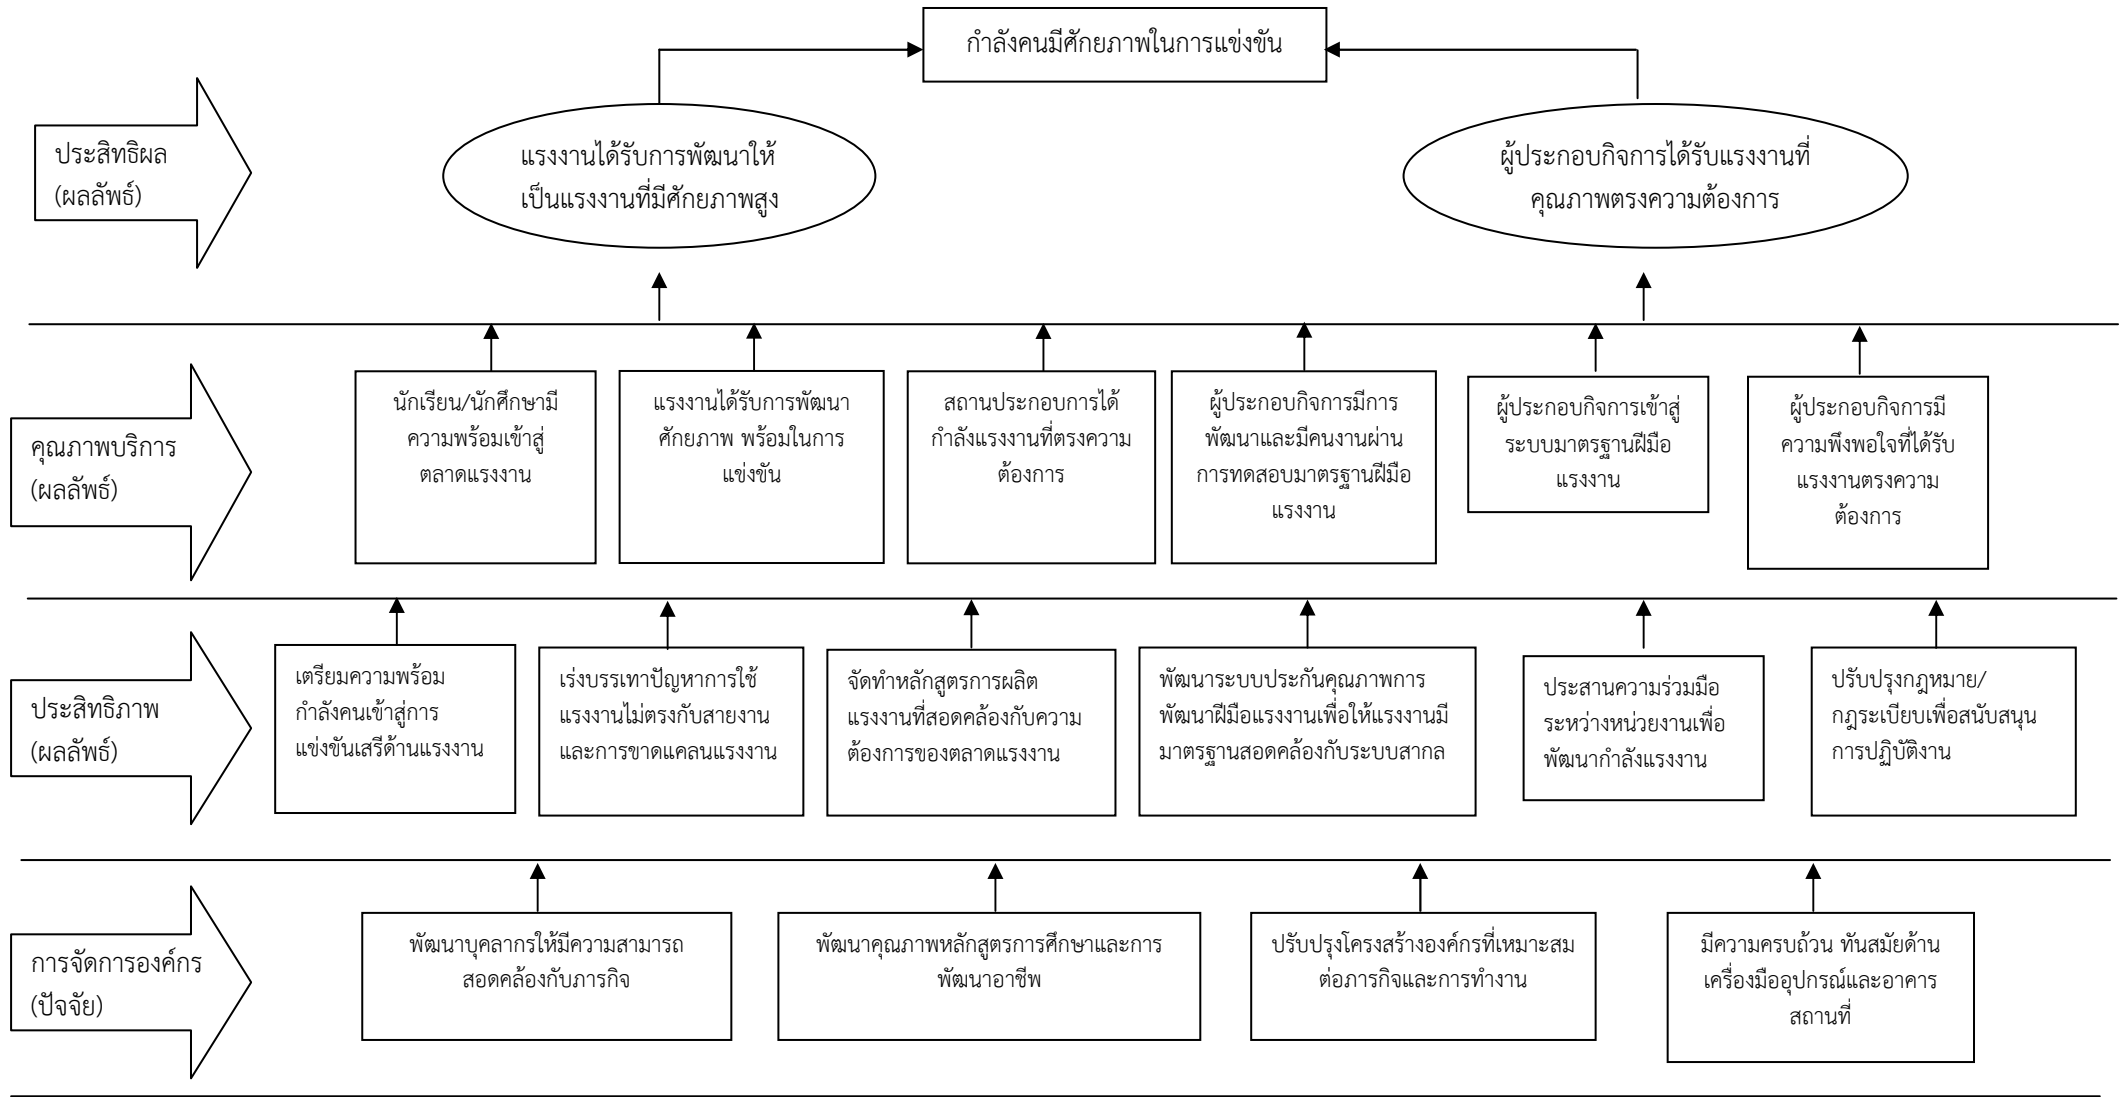 กำลังคนมีศักยภาพในการแข่งขัน
ประสิทธิผล
(ผลลัพธ์)
แรงงานได้รับการพัฒนาให้
เป็นแรงงานที่มีศักยภาพสูง
ผู้ประกอบกิจการได้รับแรงงานที่
คุณภาพตรงความต้องการ
คุณภาพบริการ
(ผลลัพธ์)
นักเรียน/นักศึกษามี
ความพร้อมเข้าสู่
ตลาดแรงงาน
แรงงานได้รับการพัฒนา
ศักยภาพ พร้อมในการ
แข่งขัน
สถานประกอบการได้
กำลังแรงงานที่ตรงความ
ต้องการ
ผู้ประกอบกิจการมีการ
พัฒนาและมีคนงานผ่าน
การทดสอบมาตรฐานฝีมือ
แรงงาน
ผู้ประกอบกิจการเข้าสู่
ระบบมาตรฐานฝีมือ
แรงงาน
ผู้ประกอบกิจการมี
ความพึงพอใจที่ได้รับ
แรงงานตรงความ
ต้องการ
ประสิทธิภาพ
(ผลลัพธ์)
เตรียมความพร้อม
กำลังคนเข้าสู่การ
แข่งขันเสรีด้านแรงงาน
เร่งบรรเทาปัญหาการใช้
แรงงานไม่ตรงกับสายงาน
และการขาดแคลนแรงงาน
จัดทำหลักสูตรการผลิต
แรงงานที่สอดคล้องกับความ
ต้องการของตลาดแรงงาน
พัฒนาระบบประกันคุณภาพการ
พัฒนาฝีมือแรงงานเพื่อให้แรงงานมี
มาตรฐานสอดคล้องกับระบบสากล
ประสานความร่วมมือ
ระหว่างหน่วยงานเพื่อ
พัฒนากำลังแรงงาน
ปรับปรุงกฎหมาย/
กฎระเบียบเพื่อสนับสนุน
การปฏิบัติงาน
การจัดการองค์กร
(ปัจจัย)
พัฒนาบุคลากรให้มีความสามารถ
สอดคล้องกับภารกิจ
พัฒนาคุณภาพหลักสูตรการศึกษาและการ
พัฒนาอาชีพ
ปรับปรุงโครงสร้างองค์กรที่เหมาะสม
ต่อภารกิจและการทำงาน
มีความครบถ้วน ทันสมัยด้าน
เครื่องมืออุปกรณ์และอาคาร
สถานที่